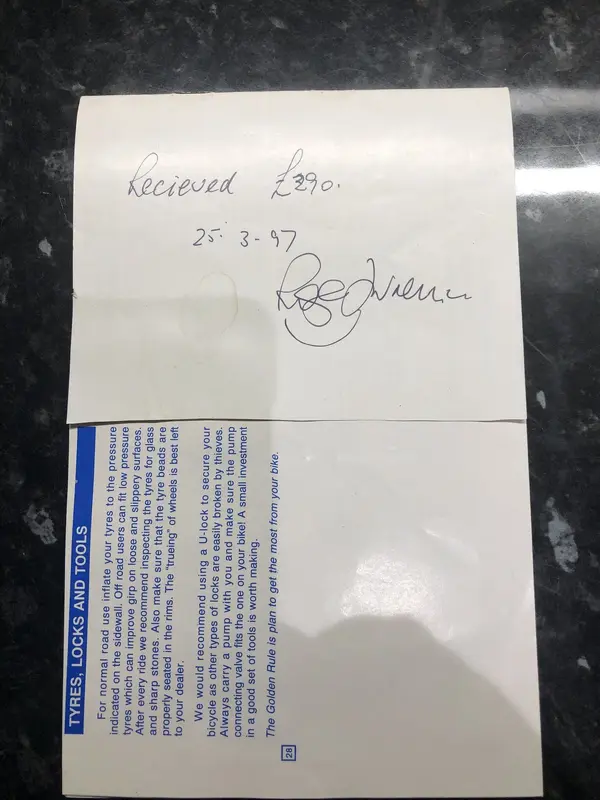 Recieved £290.
25. 3-97
TYRES, LOCKS AND TOOLS
For normal road use inflate your tyres to the pressure
indicated on the sidewall. Off road users can fit low pressure
tyres which can improve girp on loose and slippery surfaces.
After every ride we recommend inspecting the tyres for glass
and sharp stones. Also make sure that the tyre beads are
properly seated in the rims. The "trueing" of wheels is best left
to your dealer.
We would recommend using a U-lock to secure your
bicycle as other types of locks are easily broken by thieves.
Always carry a pump with you and make sure the pump
connecting valve fits the one on your bike! A small investment
in a good set of tools is worth making.
The Golden Rule is plan to get the most from your bike.
28